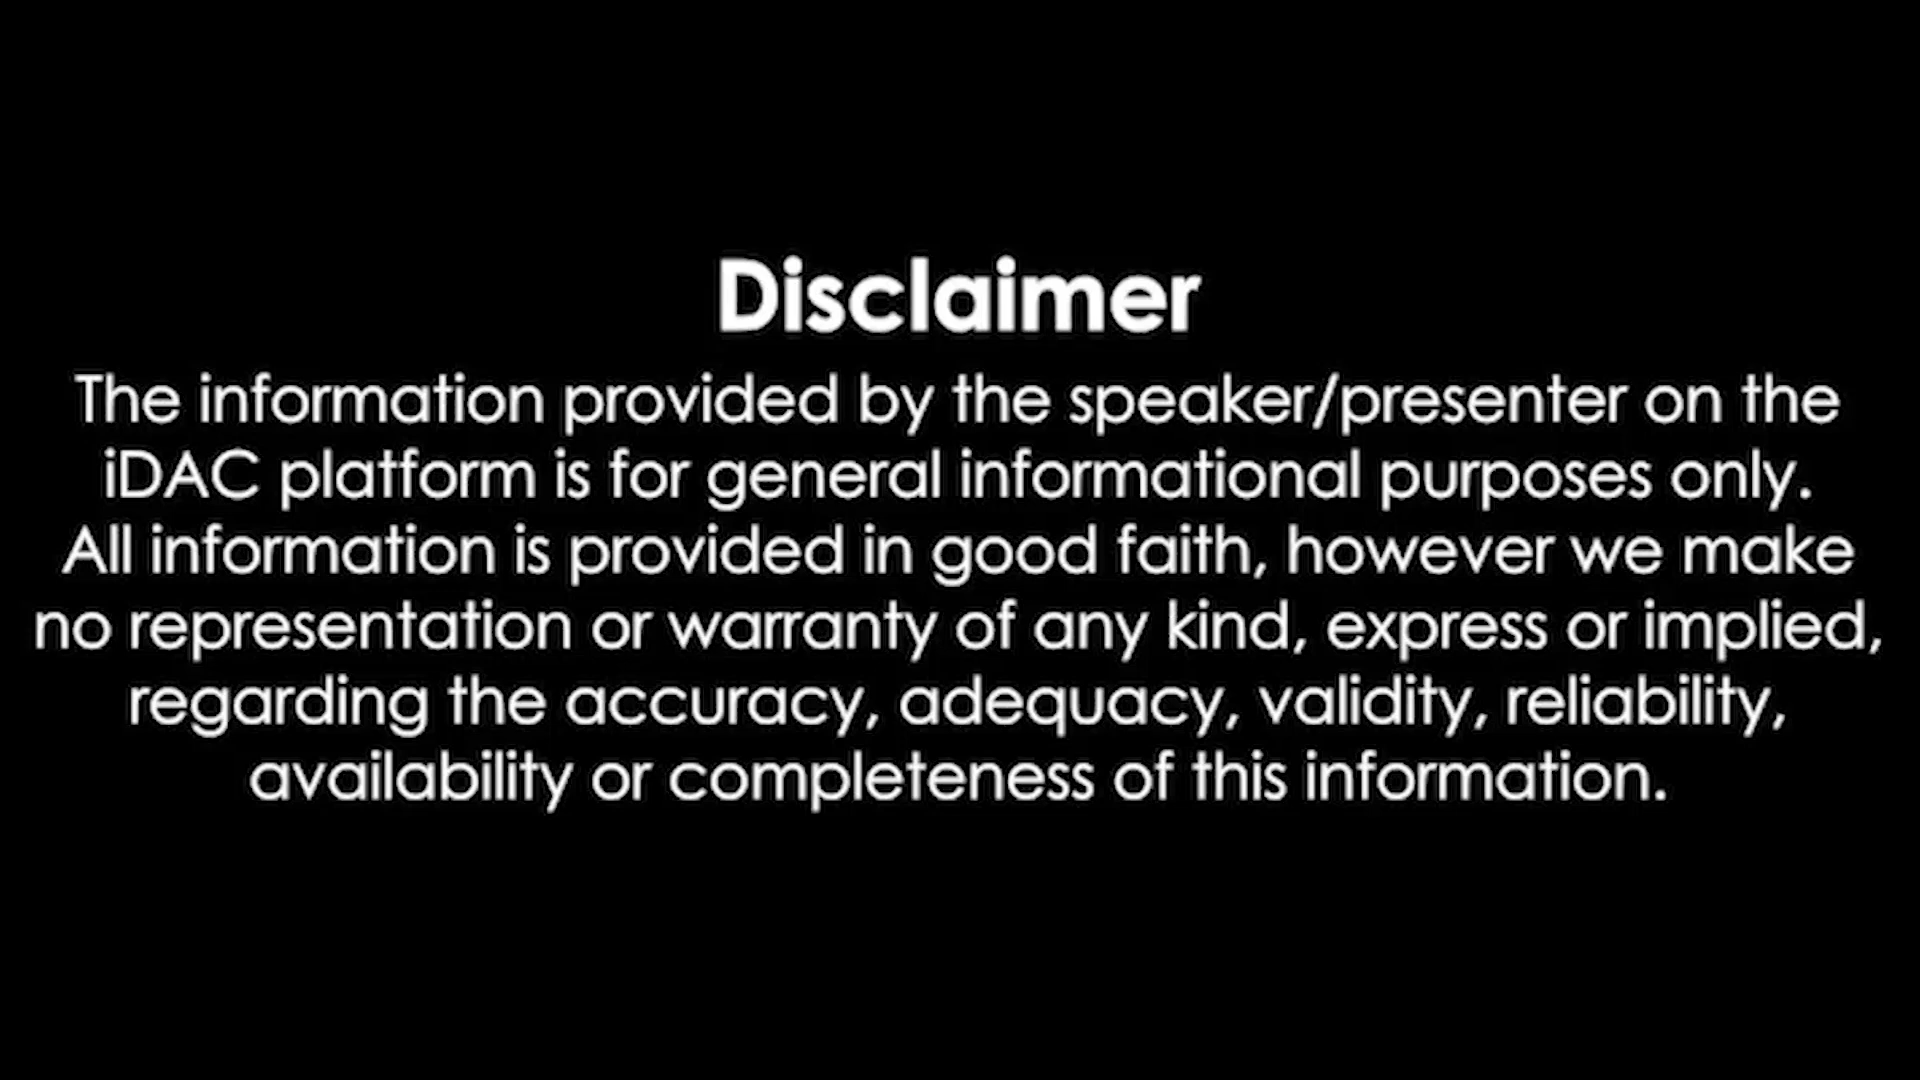 Disclaimer
The information provided by the speaker/presenter on the
iDAC platform is for general informational purposes only.
All information is provided in good faith, however we make
no representation or warranty of any kind, express or implied,
regarding the accuracy, adequacy, validity, reliability,
availability or completeness of this information.